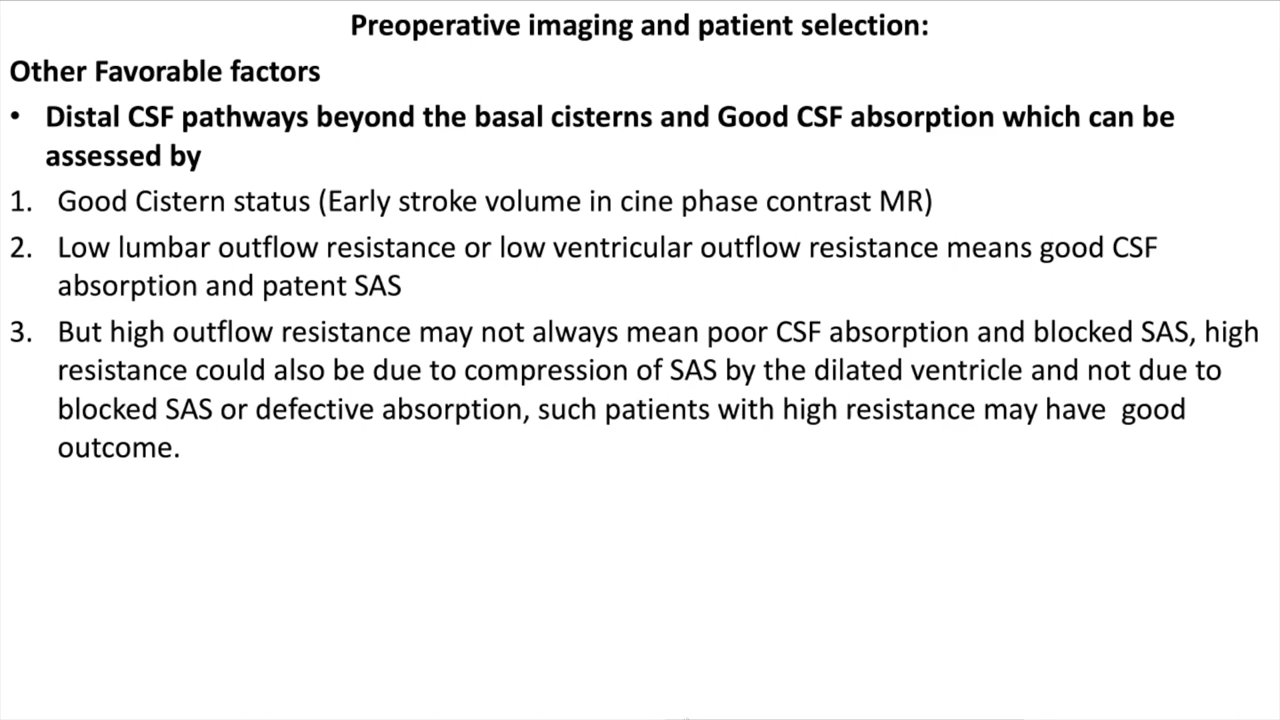 Preoperative imaging and patient selection:
Other Favorable factors
• Distal CSF pathways beyond the basal cisterns and Good CSF absorption which can be
assessed by
1. Good Cistern status (Early stroke volume in cine phase contrast MR)
2. Low lumbar outflow resistance or low ventricular outflow resistance means good CSF
absorption and patent SAS
3. But high outflow resistance may not always mean poor CSF absorption and blocked SAS, high
resistance could also be due to compression of SAS by the dilated ventricle and not due to
blocked SAS or defective absorption, such patients with high resistance may have good
outcome.